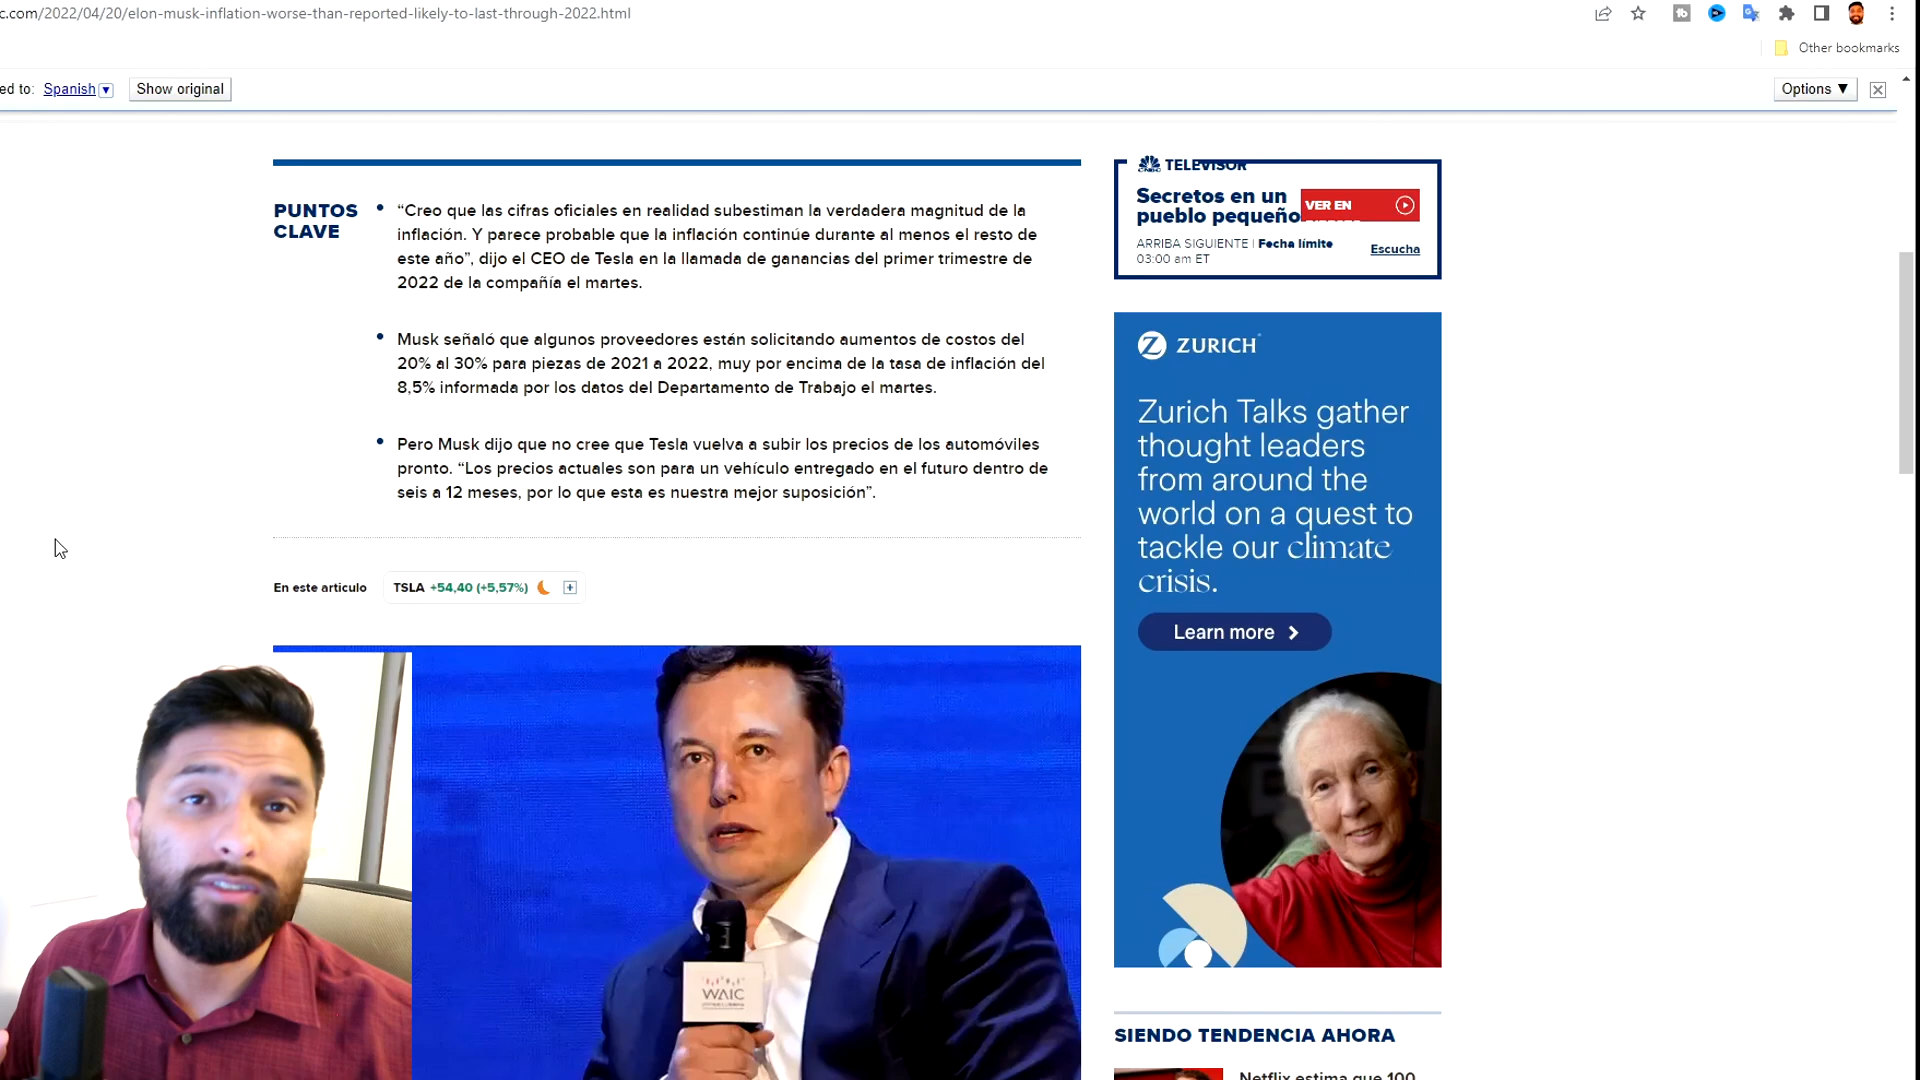 c.com/2022/04/20/elon-musk-inflation-worse-than-reported-likely-to-last-through-2022.html
Other bookmarks
ed to: Spanish ▼ Show original
Options ▼
PUNTOS
CLAVE
• “Creo que las cifras oficiales en realidad subestiman la verdadera magnitud de la
inflación. Y parece probable que la inflación continúe durante al menos el resto de
este año”, dijo el CEO de Tesla en la llamada de ganancias del primer trimestre de
2022 de la compañía el martes.
• Musk señaló que algunos proveedores están solicitando aumentos de costos del
20% al 30% para piezas de 2021 a 2022, muy por encima de la tasa de inflación del
8,5% informada por los datos del Departamento de Trabajo el martes.
• Pero Musk dijo que no cree que Tesla vuelva a subir los precios de los automóviles
pronto. “Los precios actuales son para un vehículo entregado en el futuro dentro de
seis a 12 meses, por lo que esta es nuestra mejor suposición”.
En este articulo
TSLA +54,40 (+5,57%)
WAIC
TELEVISOR
Secretos en un
pueblo pequeño
VER EN
ARRIBA SIGUIENTE | Fecha límite
03:00 am ET
Escucha
ZURICH
Zurich Talks gather
thought leaders
from around the
world on a quest to
tackle our climate
crisis.
Learn more
SIENDO TENDENCIA AHORA
Netflix estima que 100